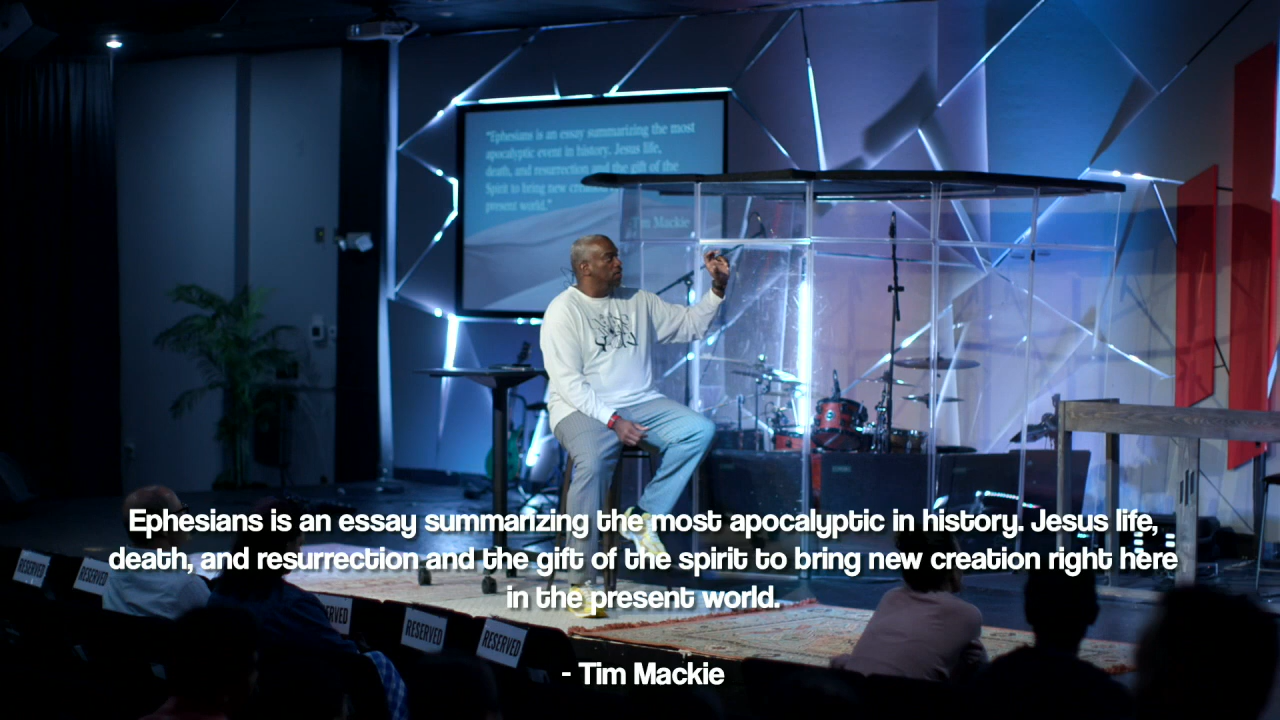 "Ephesians is an essay summarizing the most
apocalyptic event in history. Jesus life,
death, and resurrection and the gift of the
Spirit to bring new
present world."
Tim Mackie
Ephesians is an essay summarizing the most apocalyptic in history. Jesus life,
death, and resurrection and the gift of the spirit to bring new creation right here
in the present world.
- Tim Mackie
RESERVED
RESERVED
RESERVED
RESERVED
RESERVED